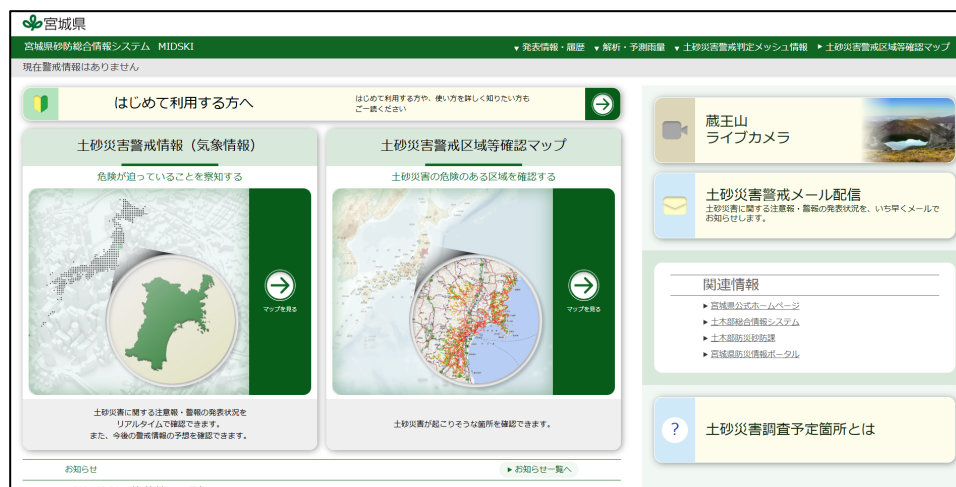 宮城県
宮城県砂防総合情報システム MIDSKI
▼ 発表情報・履歴 ▼ 解析・予測雨量 ▼ 土砂災害警戒判定メッシュ情報 ▶ 土砂災害警戒区域等確認マップ
現在警戒情報はありません
はじめて利用する方へ
はじめて利用する方や、使い方を詳しく知りたい方も
ご一読ください
土砂災害警戒情報（気象情報）
危険が迫っていることを察知する
マップを見る
土砂災害に関する注意報・警報の発表状況を
リアルタイムで確認できます。
また、今後の警戒情報の予想を確認できます。
土砂災害警戒区域等確認マップ
土砂災害の危険のある区域を確認する
マップを見る
土砂災害が起こりそうな箇所を確認できます。
お知らせ
▶ お知らせ一覧へ
蔵王山
ライブカメラ
土砂災害警戒メール配信
土砂災害に関する注意報・警報の発表状況を、いち早くメールで
お知らせします。
関連情報
▶ 宮城県公式ホームページ
▶ 土木部総合情報システム
▶ 土木部防災砂防課
▶ 宮城県防災情報ポータル
? 土砂災害調査予定箇所とは